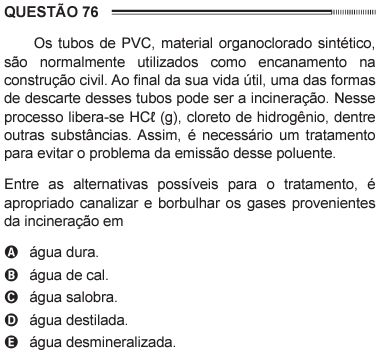 QUESTÃO 76
Os tubos de PVC, material organoclorado sintético,
são normalmente utilizados como encanamento na
construção civil. Ao final da sua vida útil, uma das formas
de descarte desses tubos pode ser a incineração. Nesse
processo libera-se HCℓ (g), cloreto de hidrogênio, dentre
outras substâncias. Assim, é necessário um tratamento
para evitar o problema da emissão desse poluente.
Entre as alternativas possíveis para o tratamento, é
apropriado canalizar e borbulhar os gases provenientes
da incineração em
A água dura.
B água de cal.
C água salobra.
D água destilada.
E água desmineralizada.